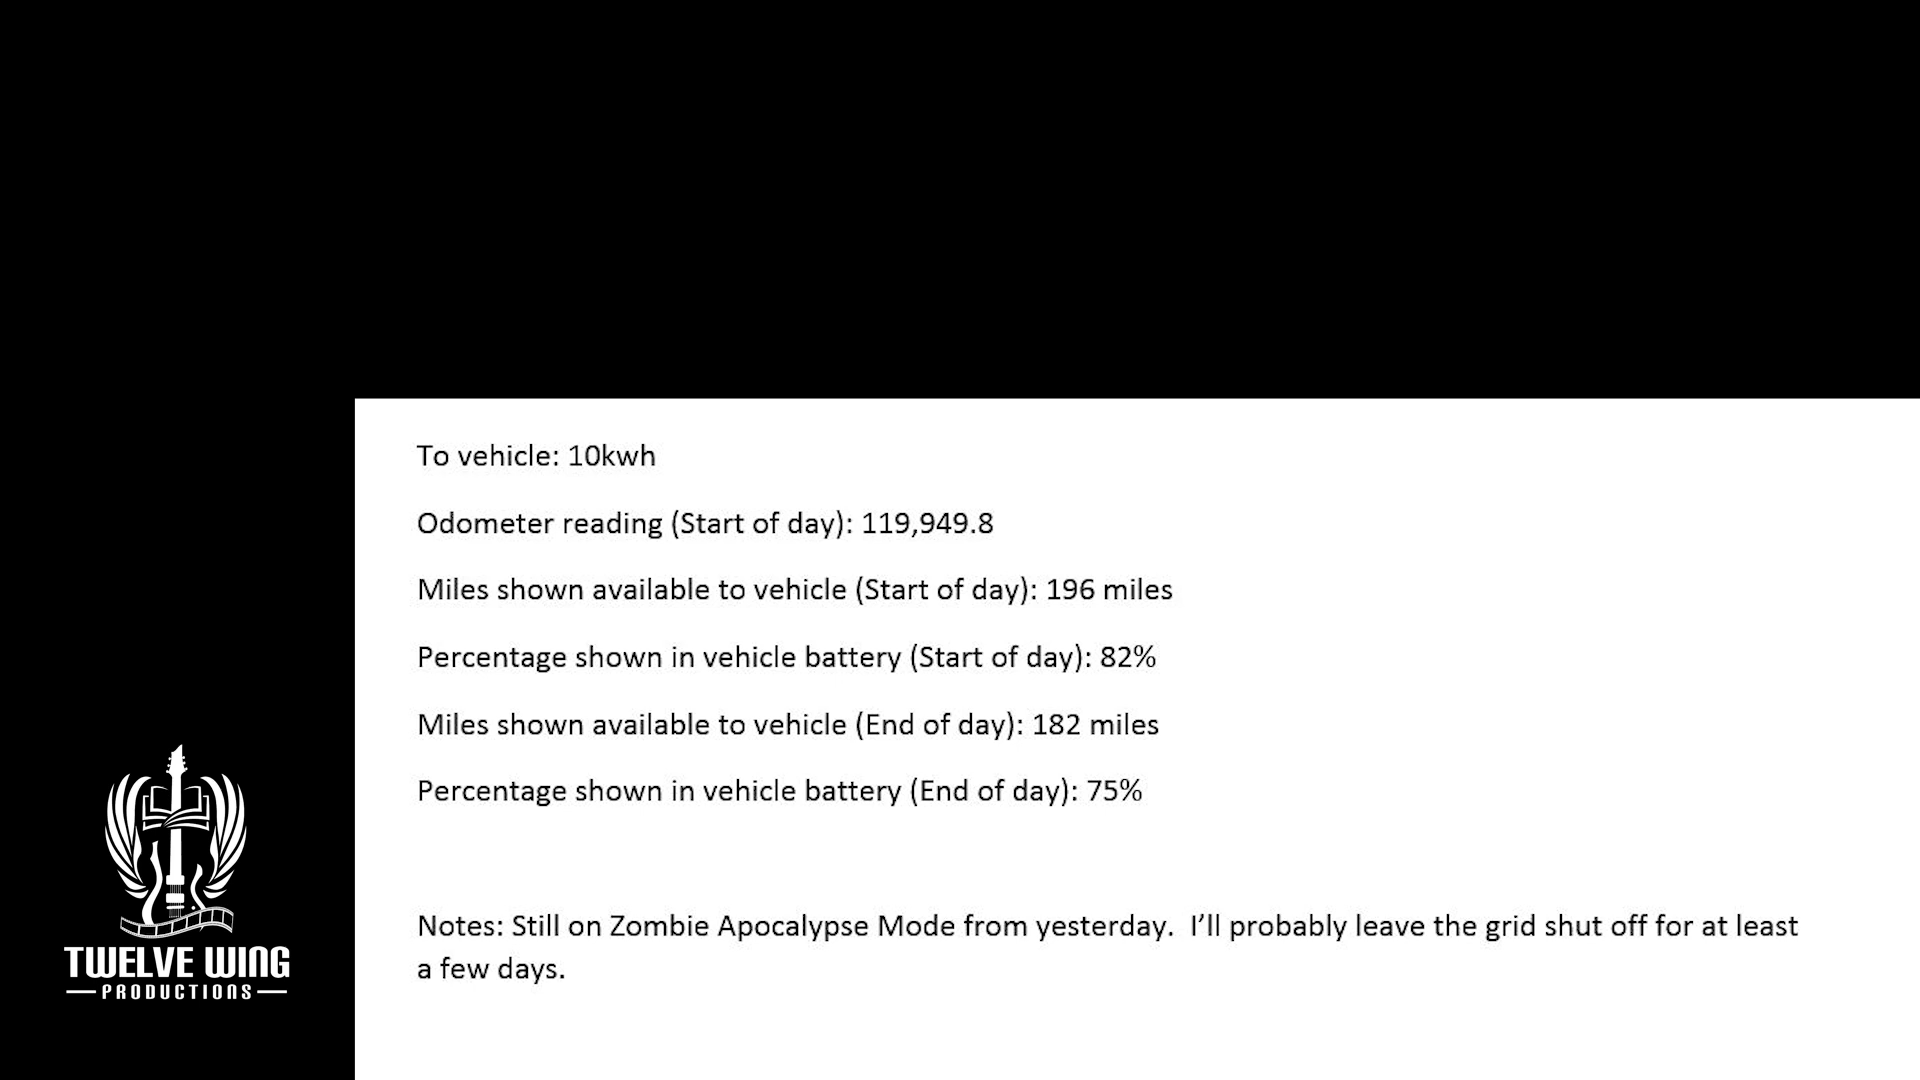 To vehicle: 10kwh
Odometer reading (Start of day): 119,949.8
Miles shown available to vehicle (Start of day): 196 miles
Percentage shown in vehicle battery (Start of day): 82%
Miles shown available to vehicle (End of day): 182 miles
Percentage shown in vehicle battery (End of day): 75%
Notes: Still on Zombie Apocalypse Mode from yesterday.  I’ll probably leave the grid shut off for at least
a few days.
TWELVE WING
PRODUCTIONS